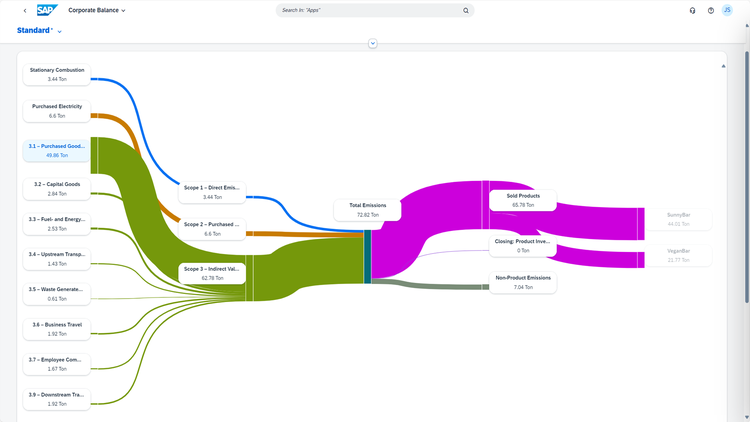 SAP
Corporate Balance
Search In: "Apps"
JS
Standard*
Stationary Combustion
3.44 Ton
Purchased Electricity
6.6 Ton
3.1 – Purchased Good...
49.86 Ton
3.2 – Capital Goods
2.84 Ton
3.3 – Fuel- and Energy-...
2.53 Ton
3.4 – Upstream Transp...
1.43 Ton
3.5 – Waste Generate...
0.61 Ton
3.6 – Business Travel
1.92 Ton
3.7 – Employee Com...
1.67 Ton
3.9 – Downstream Tra...
1.92 Ton
Scope 1 – Direct Emis...
3.44 Ton
Scope 2 – Purchased ...
6.6 Ton
Scope 3 – Indirect Val...
62.78 Ton
Total Emissions
72.82 Ton
Sold Products
65.78 Ton
Closing: Product Inve...
0 Ton
Non-Product Emissions
7.04 Ton
SunnyBar
44.01 Ton
VeganBar
21.77 Ton